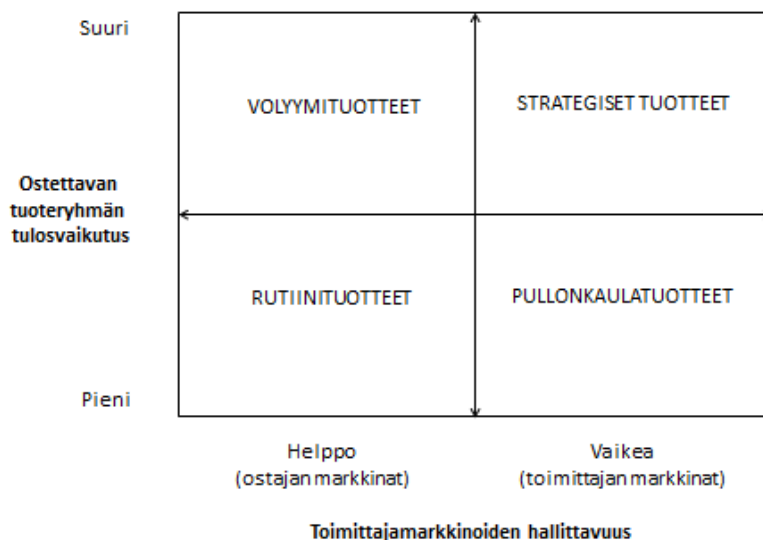 Suuri
VOLYYMITUOTTEET
STRATEGISET TUOTTEET
Ostettavan
tuoteryhmän
tulosvaikutus
RUTIINITUOTTEET
PULLONKAULATUOTTEET
Pieni
Helppo
(ostajan markkinat)
Vaikea
(toimittajan markkinat)
Toimittajamarkkinoiden hallittavuus